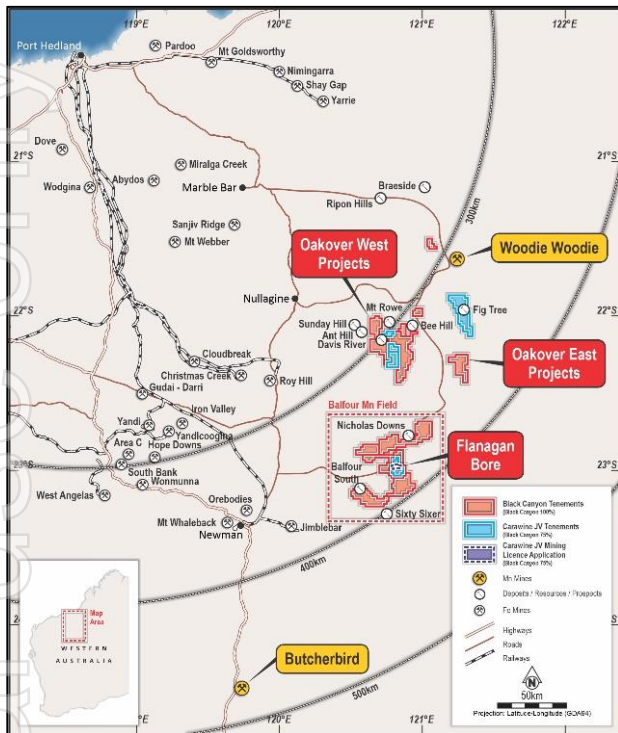 119°E
120°E
121°E
122°E
Port Hedland
Pardoo
Mt Goldsworthy
Nimingarra
Shay Gap
Yarrie
Dove
21°S
21°S
Miralga Creek
Abydos
Wodgina
Marble Bar
Braeside
Ripon Hills
300km
Sanjiv Ridge
Mt Webber
Oakover West
Projects
Woodie Woodie
Nullagine
22°S
22°S
Mt Rowe
Sunday Hill
Ant Hill
Davis River
Bee Hill
Fig Tree
Oakover East
Projects
Cloudbreak
Christmas Creek
Roy Hill
Gudai - Darri
Iron Valley
Yandi
Yandicoogina
Hope Downs
Area C
South Bank
Wonmunna
West Angelas
23°S
23°S
Balfour Mn Field
Nicholas Downs
Balfour
South
Flanagan
Bore
Sixty Sixer
Orebodies
Mt Whaleback
Newman
Jimblebar
400km
Black Canyon Tenements
(Black Canyon 100%)
Carawine JV Tenements
(Black Canyon 75%)
Carawine JV Mining
Licence Application
(Black Canyon 75%)
Mn Mines
Deposits / Resources / Prospects
Fe Mines
Highways
Roads
Railways
N
50km
Projection: Latitude-Longitude (GDA94)
Map
Area
WESTERN
AUSTRALIA
24°
Butcherbird
500km
119°E
120°E
121°E